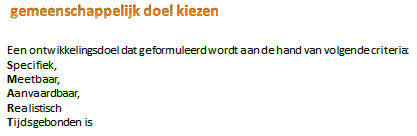 gemeenschappelijk doel kiezen
Een ontwikkelingsdoel dat geformuleerd wordt aan de hand van volgende criteria:
Specifiek,
Meetbaar,
Aanvaardbaar,
Realistisch
Tijdsgebonden is